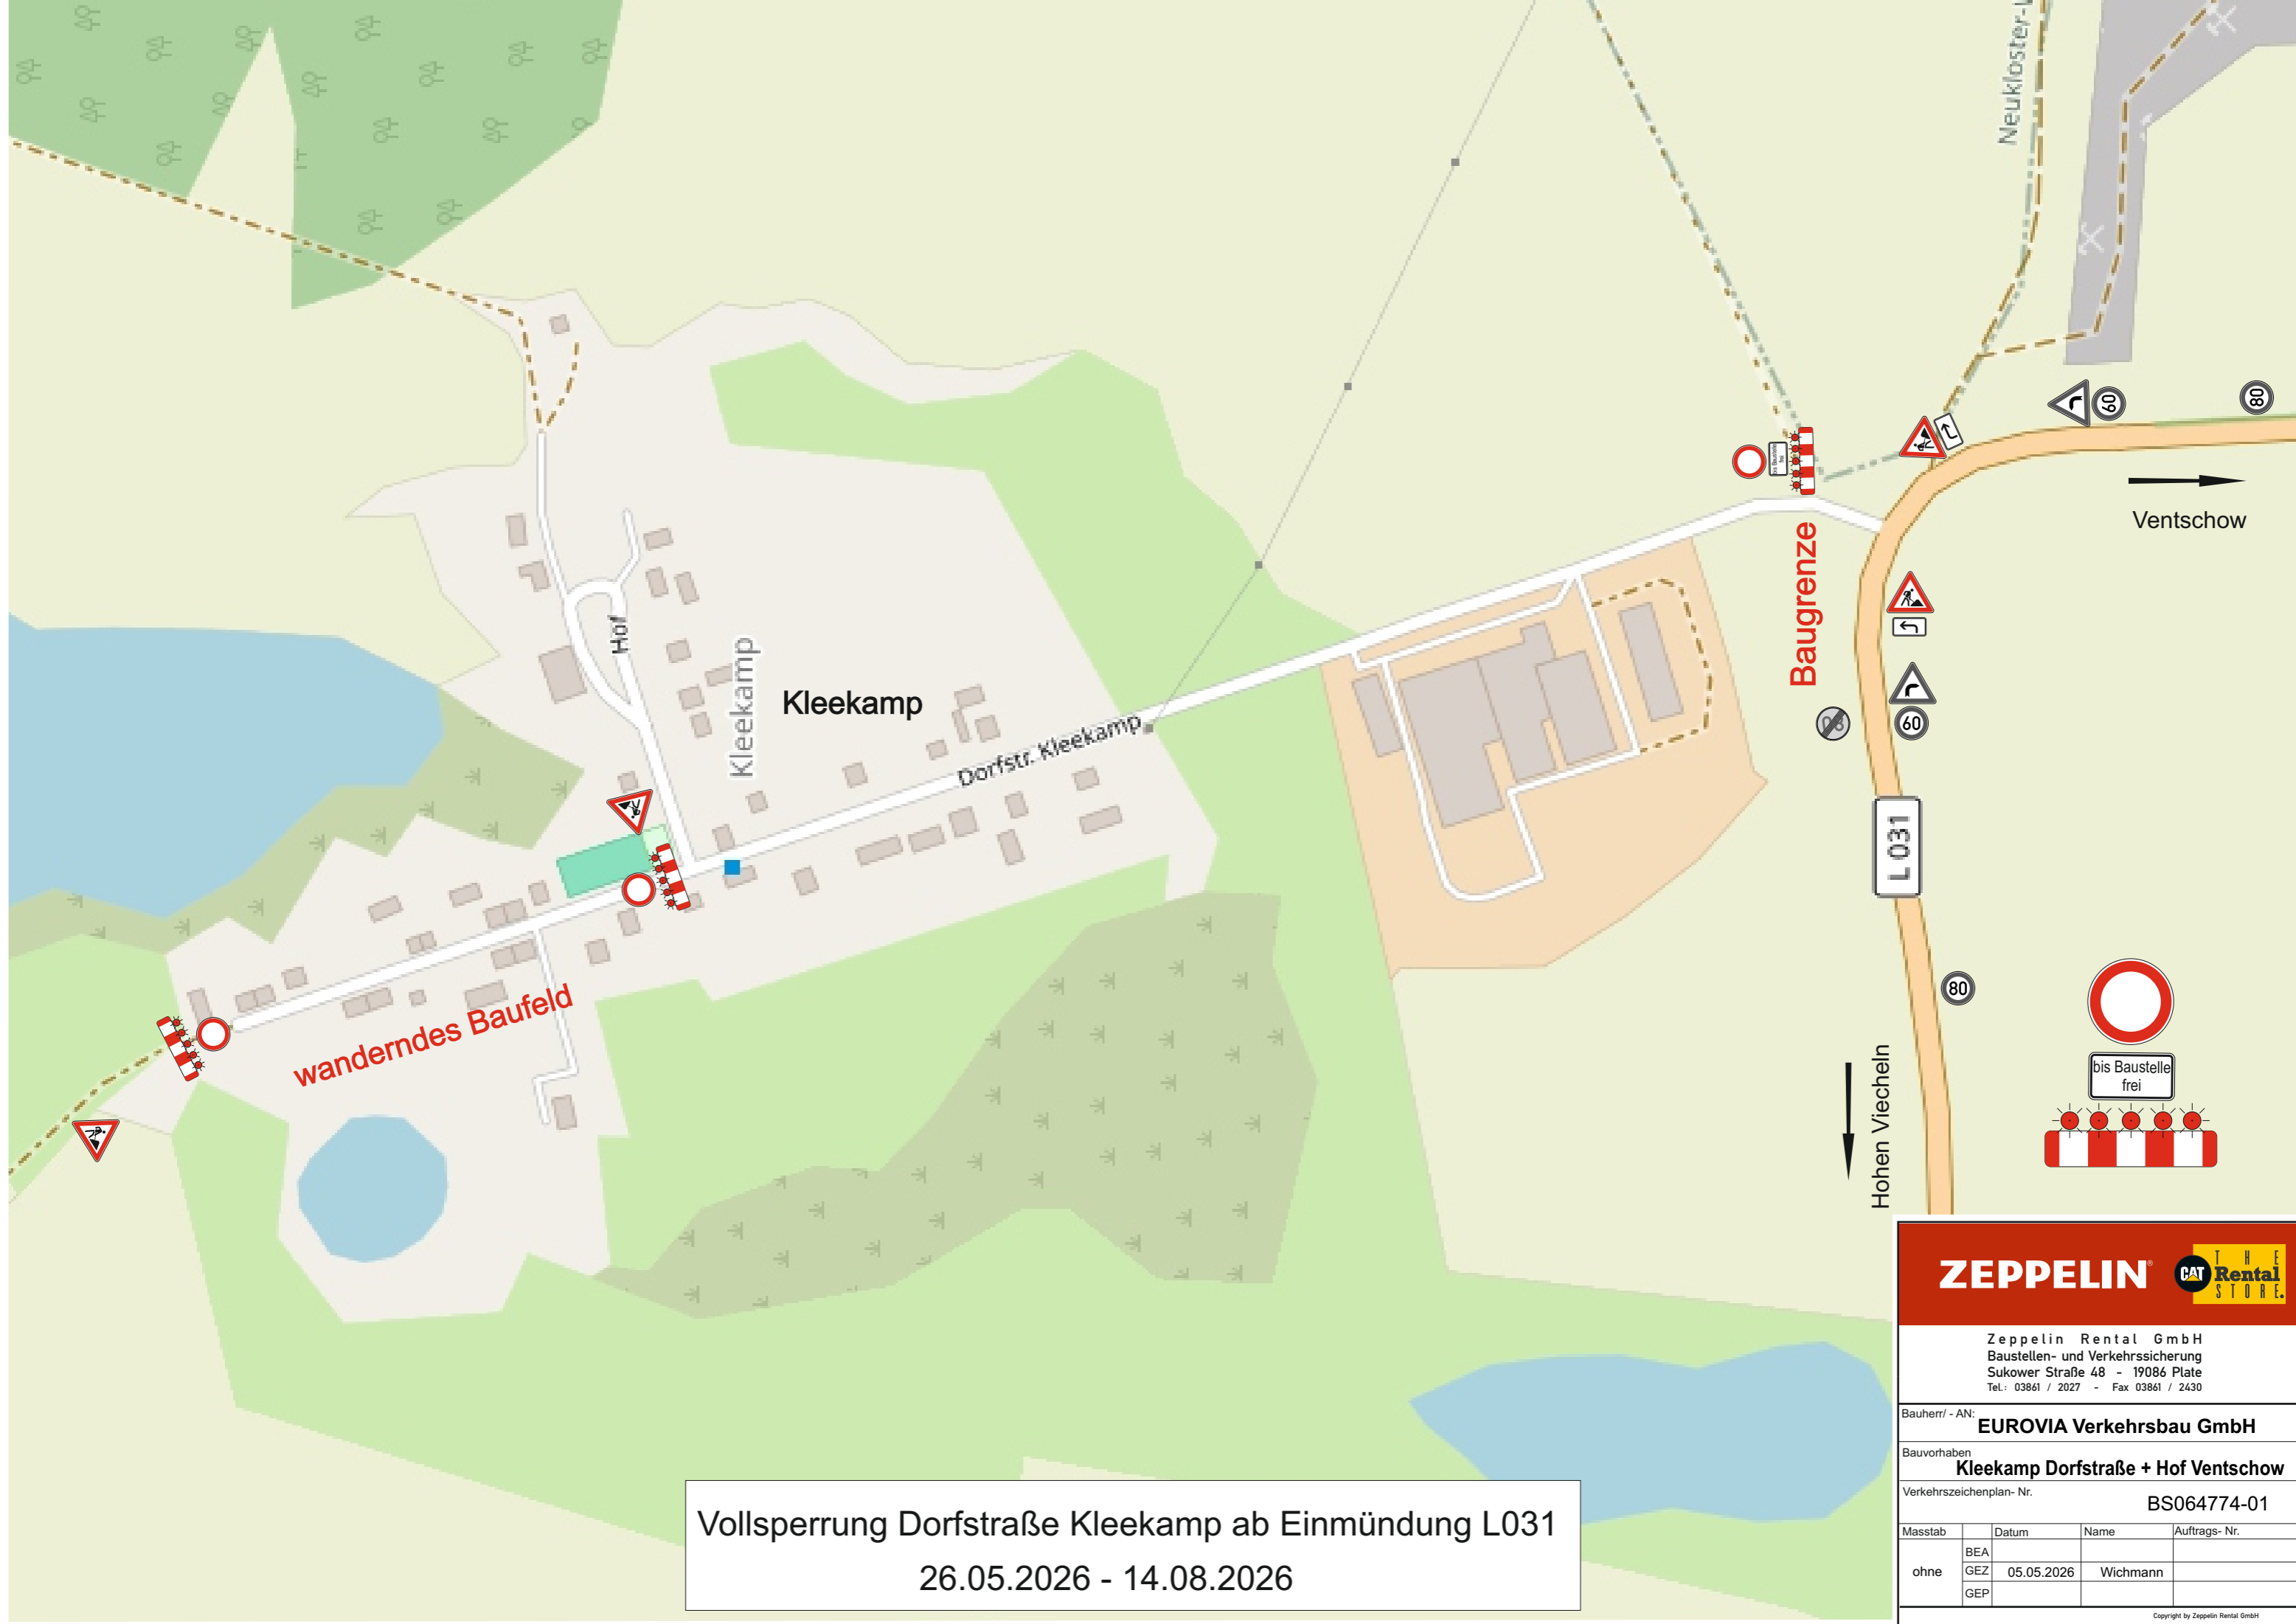 Neukloster-
80
60
bis Baustelle
frei
Ventschow
Baugrenze
Hof
Kleekamp
Kleekamp
Dorfstr. Kleekamp
60
L 031
80
wanderndes Baufeld
Hohen Viecheln
bis Baustelle
frei
ZEPPELIN®
CAT
THE
Rental
STORE.
Zeppelin Rental GmbH
Baustellen- und Verkehrssicherung
Sukower Straße 48 - 19086 Plate
Tel.: 03861 / 2027 - Fax 03861 / 2430
Bauherr/ - AN:
EUROVIA Verkehrsbau GmbH
Bauvorhaben
Kleekamp Dorfstraße + Hof Ventschow
Verkehrszeichenplan- Nr.
BS064774-01
Masstab Datum Name Auftrags- Nr.
BEA
ohne GEZ 05.05.2026 Wichmann
GEP
Copyright by Zeppelin Rental GmbH
Vollsperrung Dorfstraße Kleekamp ab Einmündung L031
26.05.2026 - 14.08.2026